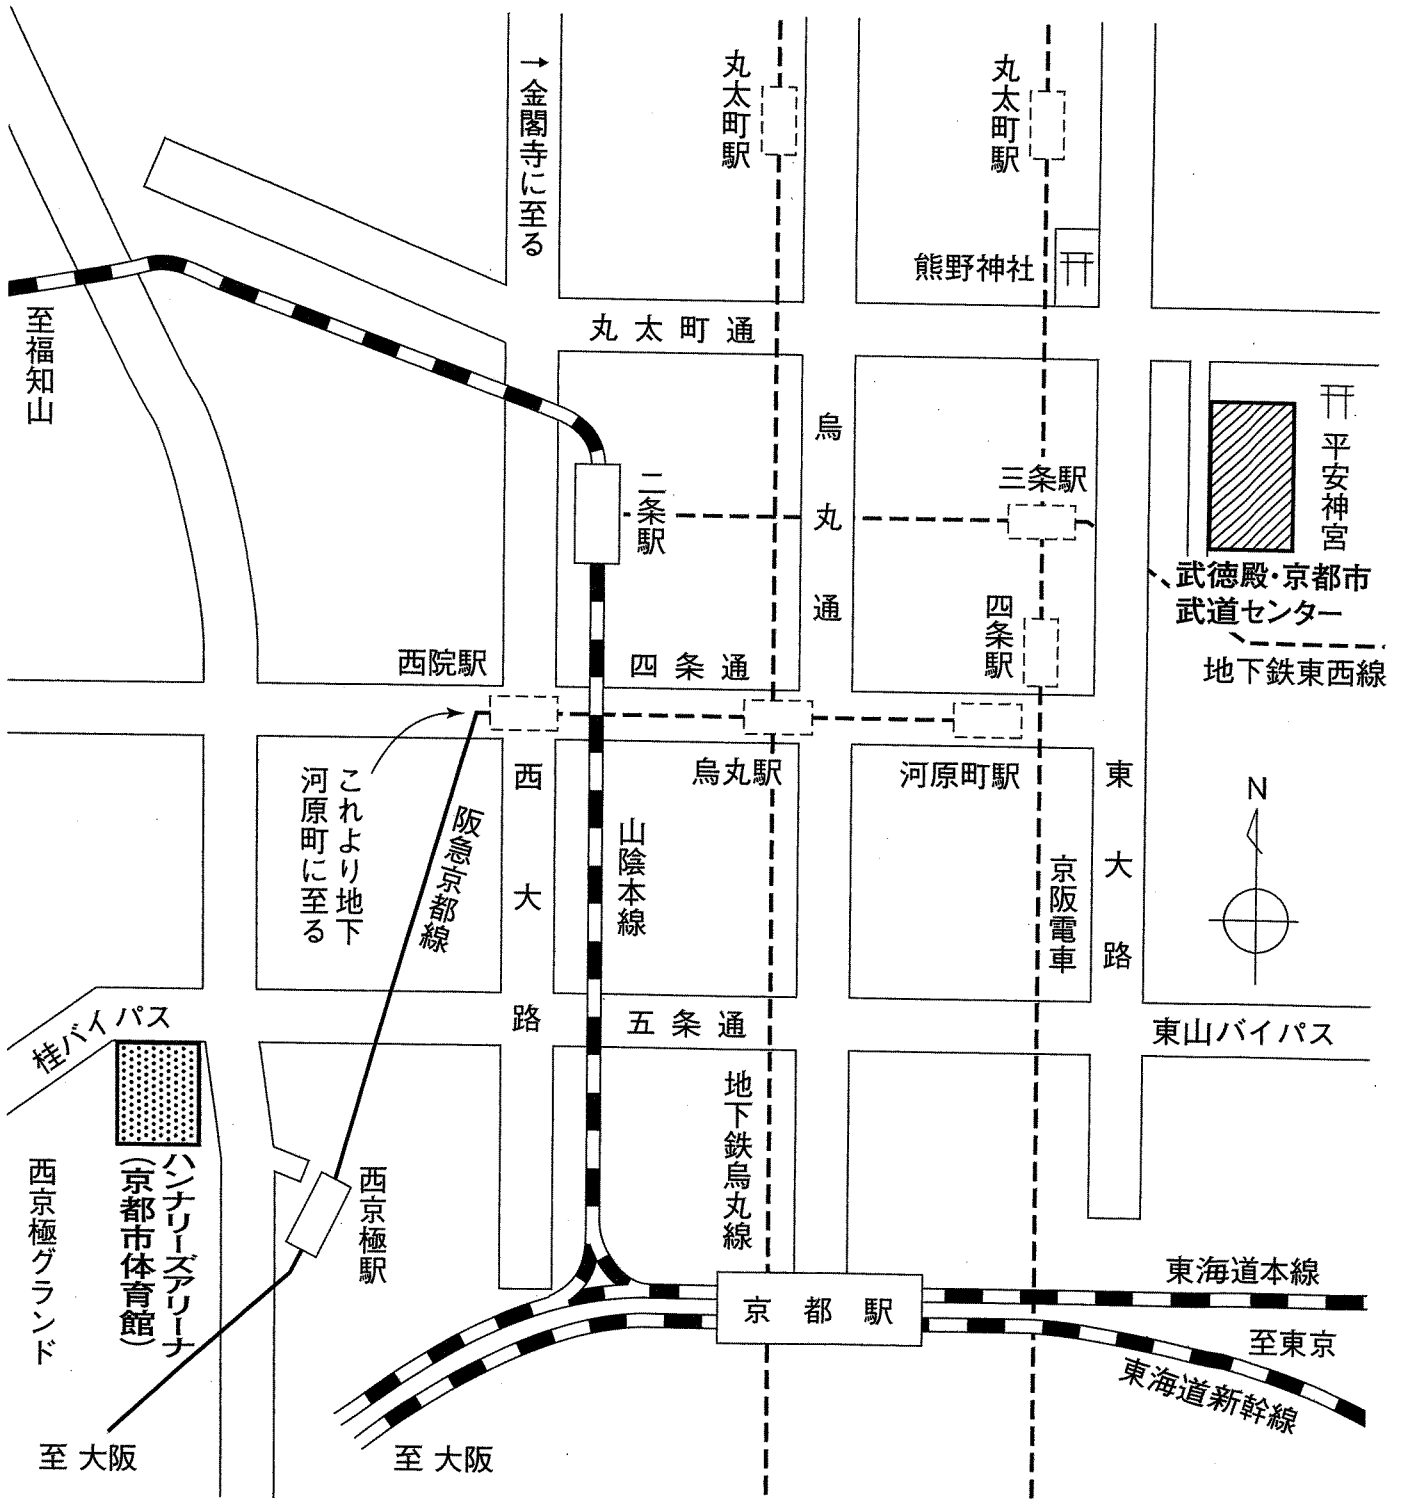 →金閣寺に至る
丸太町駅
丸太町駅
熊野神社
至福知山
丸太町通
烏丸通
平安神宮
三条駅
二条駅
武徳殿・京都市
武道センター
四条駅
西院駅
四条通
地下鉄東西線
烏丸駅
河原町駅
西大路
東大路
N
これより地下
河原町に至る
阪急京都線
山陰本線
京阪電車
桂バイパス
五条通
東山バイパス
地下鉄烏丸線
西京極グランド
ハンナリーズアリーナ
(京都市体育館)
西京極駅
東海道本線
京都駅
至東京
東海道新幹線
至 大阪
至 大阪